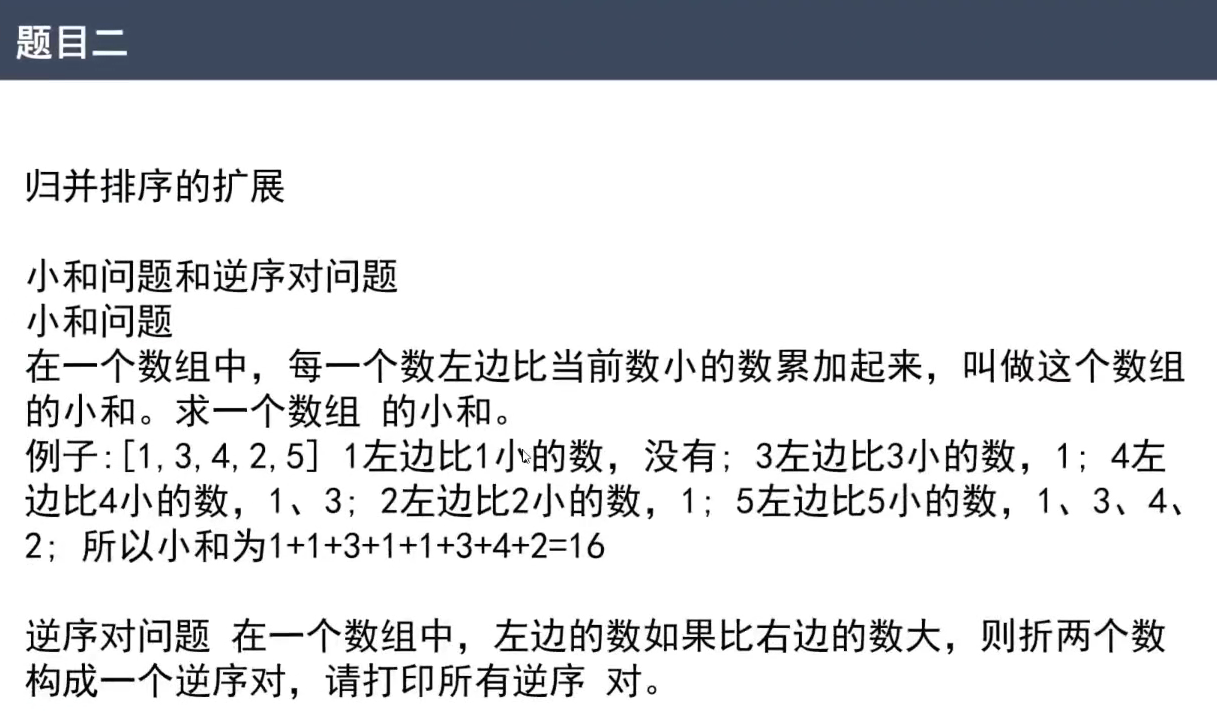 题目二
归并排序的扩展
小和问题和逆序对问题
小和问题
在一个数组中，每一个数左边比当前数小的数累加起来，叫做这个数组
的小和。求一个数组 的小和。
例子:[1,3,4,2,5] 1左边比1小的数，没有; 3左边比3小的数，1; 4左
边比4小的数，1、3; 2左边比2小的数，1; 5左边比5小的数，1、3、4、
2; 所以小和为1+1+3+1+1+3+4+2=16
逆序对问题 在一个数组中，左边的数如果比右边的数大，则折两个数
构成一个逆序对，请打印所有逆序 对。